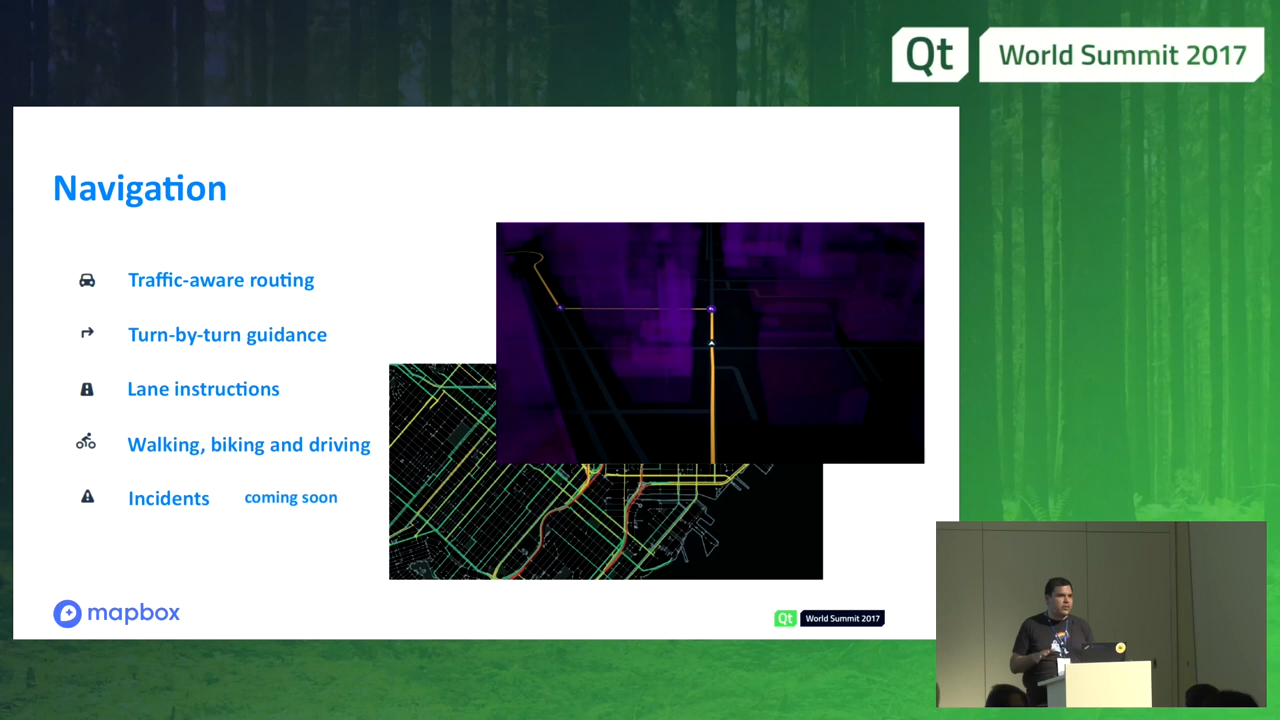 Qt World Summit 2017
Navigation
Traffic-aware routing
Turn-by-turn guidance
Lane instructions
Walking, biking and driving
Incidents coming soon
mapbox
Qt World Summit 2017